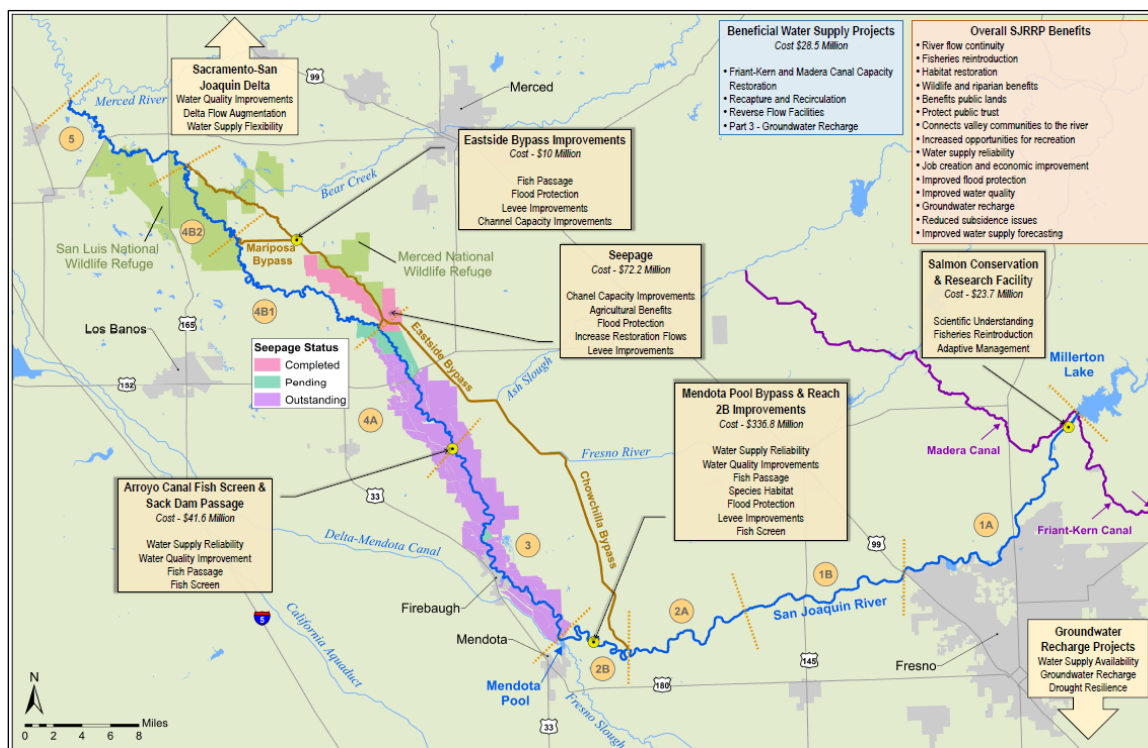 Beneficial Water Supply Projects
Cost $28.5 Million
• Friant-Kern and Madera Canal Capacity
Restoration
• Recapture and Recirculation
• Reverse Flow Facilities
• Part 3 - Groundwater Recharge
Overall SJRRP Benefits
• River flow continuity
• Fisheries reintroduction
• Habitat restoration
• Wildlife and riparian benefits
• Benefits public lands
• Protect public trust
• Connects valley communities to the river
• Increased opportunities for recreation
• Water supply reliability
• Job creation and economic improvement
• Improved flood protection
• Improved water quality
• Groundwater recharge
• Reduced subsidence issues
• Improved water supply forecasting
Sacramento-San
Joaquin Delta
Water Quality Improvements
Delta Flow Augmentation
Water Supply Flexibility
99
Merced River
Merced
5
Eastside Bypass Improvements
Cost - $10 Million
Fish Passage
Flood Protection
Levee Improvements
Channel Capacity Improvements
Bear Creek
4B2
Mariposa
Bypass
San Luis National
Wildlife Refuge
Merced National
Wildlife Refuge
Seepage
Cost - $72.2 Million
Chanel Capacity Improvements
Agricultural Benefits
Flood Protection
Increase Restoration Flows
Levee Improvements
Salmon Conservation
& Research Facility
Cost - $23.7 Million
Scientific Understanding
Fisheries Reintroduction
Adaptive Management
4B1
165
Los Banos
152
Seepage Status
Completed
Pending
Outstanding
Eastside Bypass
Ash Slough
Millerton
Lake
4A
Mendota Pool Bypass & Reach
2B Improvements
Cost - $336.8 Million
Water Supply Reliability
Water Quality Improvements
Fish Passage
Species Habitat
Flood Protection
Levee Improvements
Fish Screen
Fresno River
Madera Canal
Friant-Kern Canal
Arroyo Canal Fish Screen &
Sack Dam Passage
Cost - $41.6 Million
Water Supply Reliability
Water Quality Improvement
Fish Passage
Fish Screen
33
Delta-Mendota Canal
Chowchilla Bypass
3
1A
99
1B
2A
San Joaquin River
Firebaugh
5
California Aquaduct
Mendota
2B
Mendota
Pool
Fresno Slough
180
145
33
Fresno
Groundwater
Recharge Projects
Water Supply Availability
Groundwater Recharge
Drought Resilience
N
0 2 4 6 8
Miles